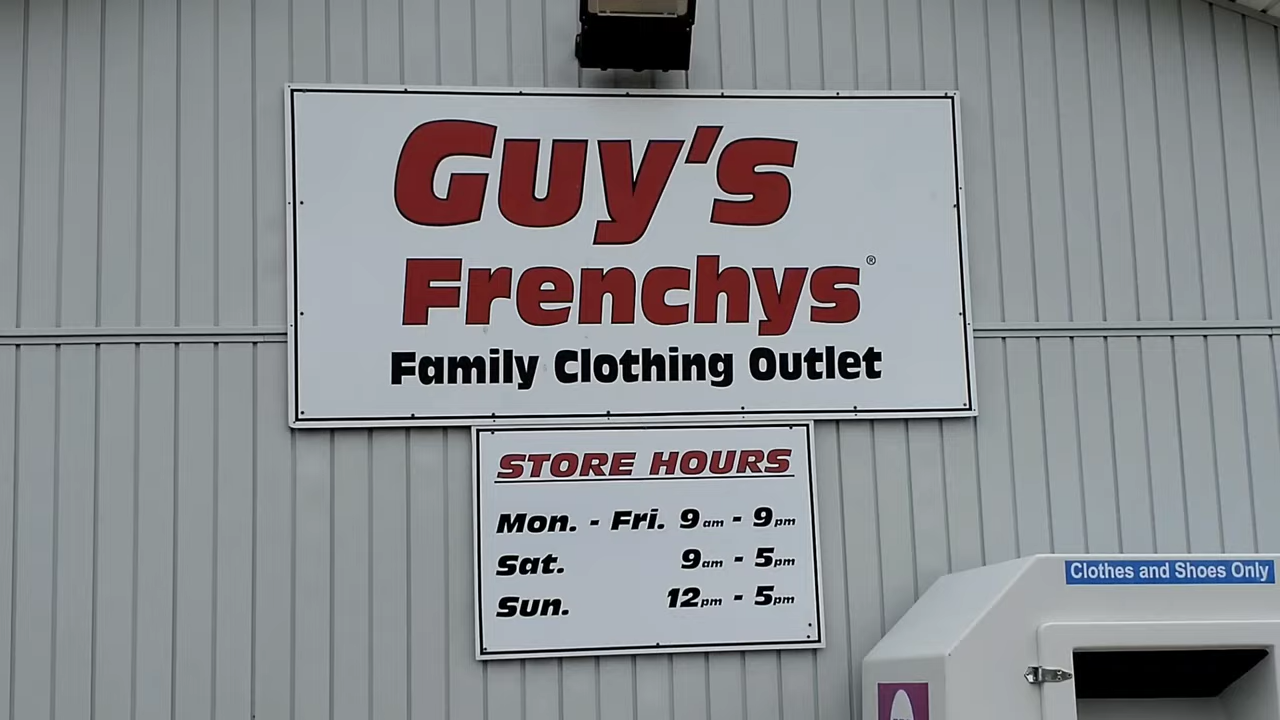 Guy's
Frenchys®
Family Clothing Outlet
STORE HOURS
Mon. - Fri. 9am - 9pm
Sat. 9am - 5pm
Sun. 12pm - 5pm
Clothes and Shoes Only